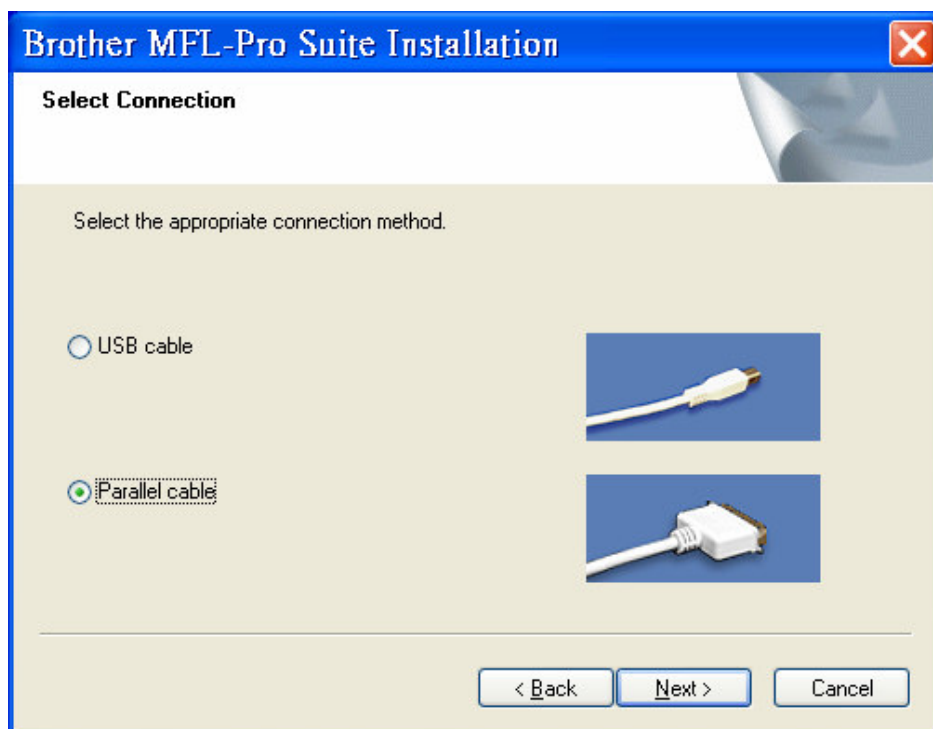 Brother MFL-Pro Suite Installation
Select Connection
Select the appropriate connection method.
USB cable
Parallel cable
< Back
Next >
Cancel